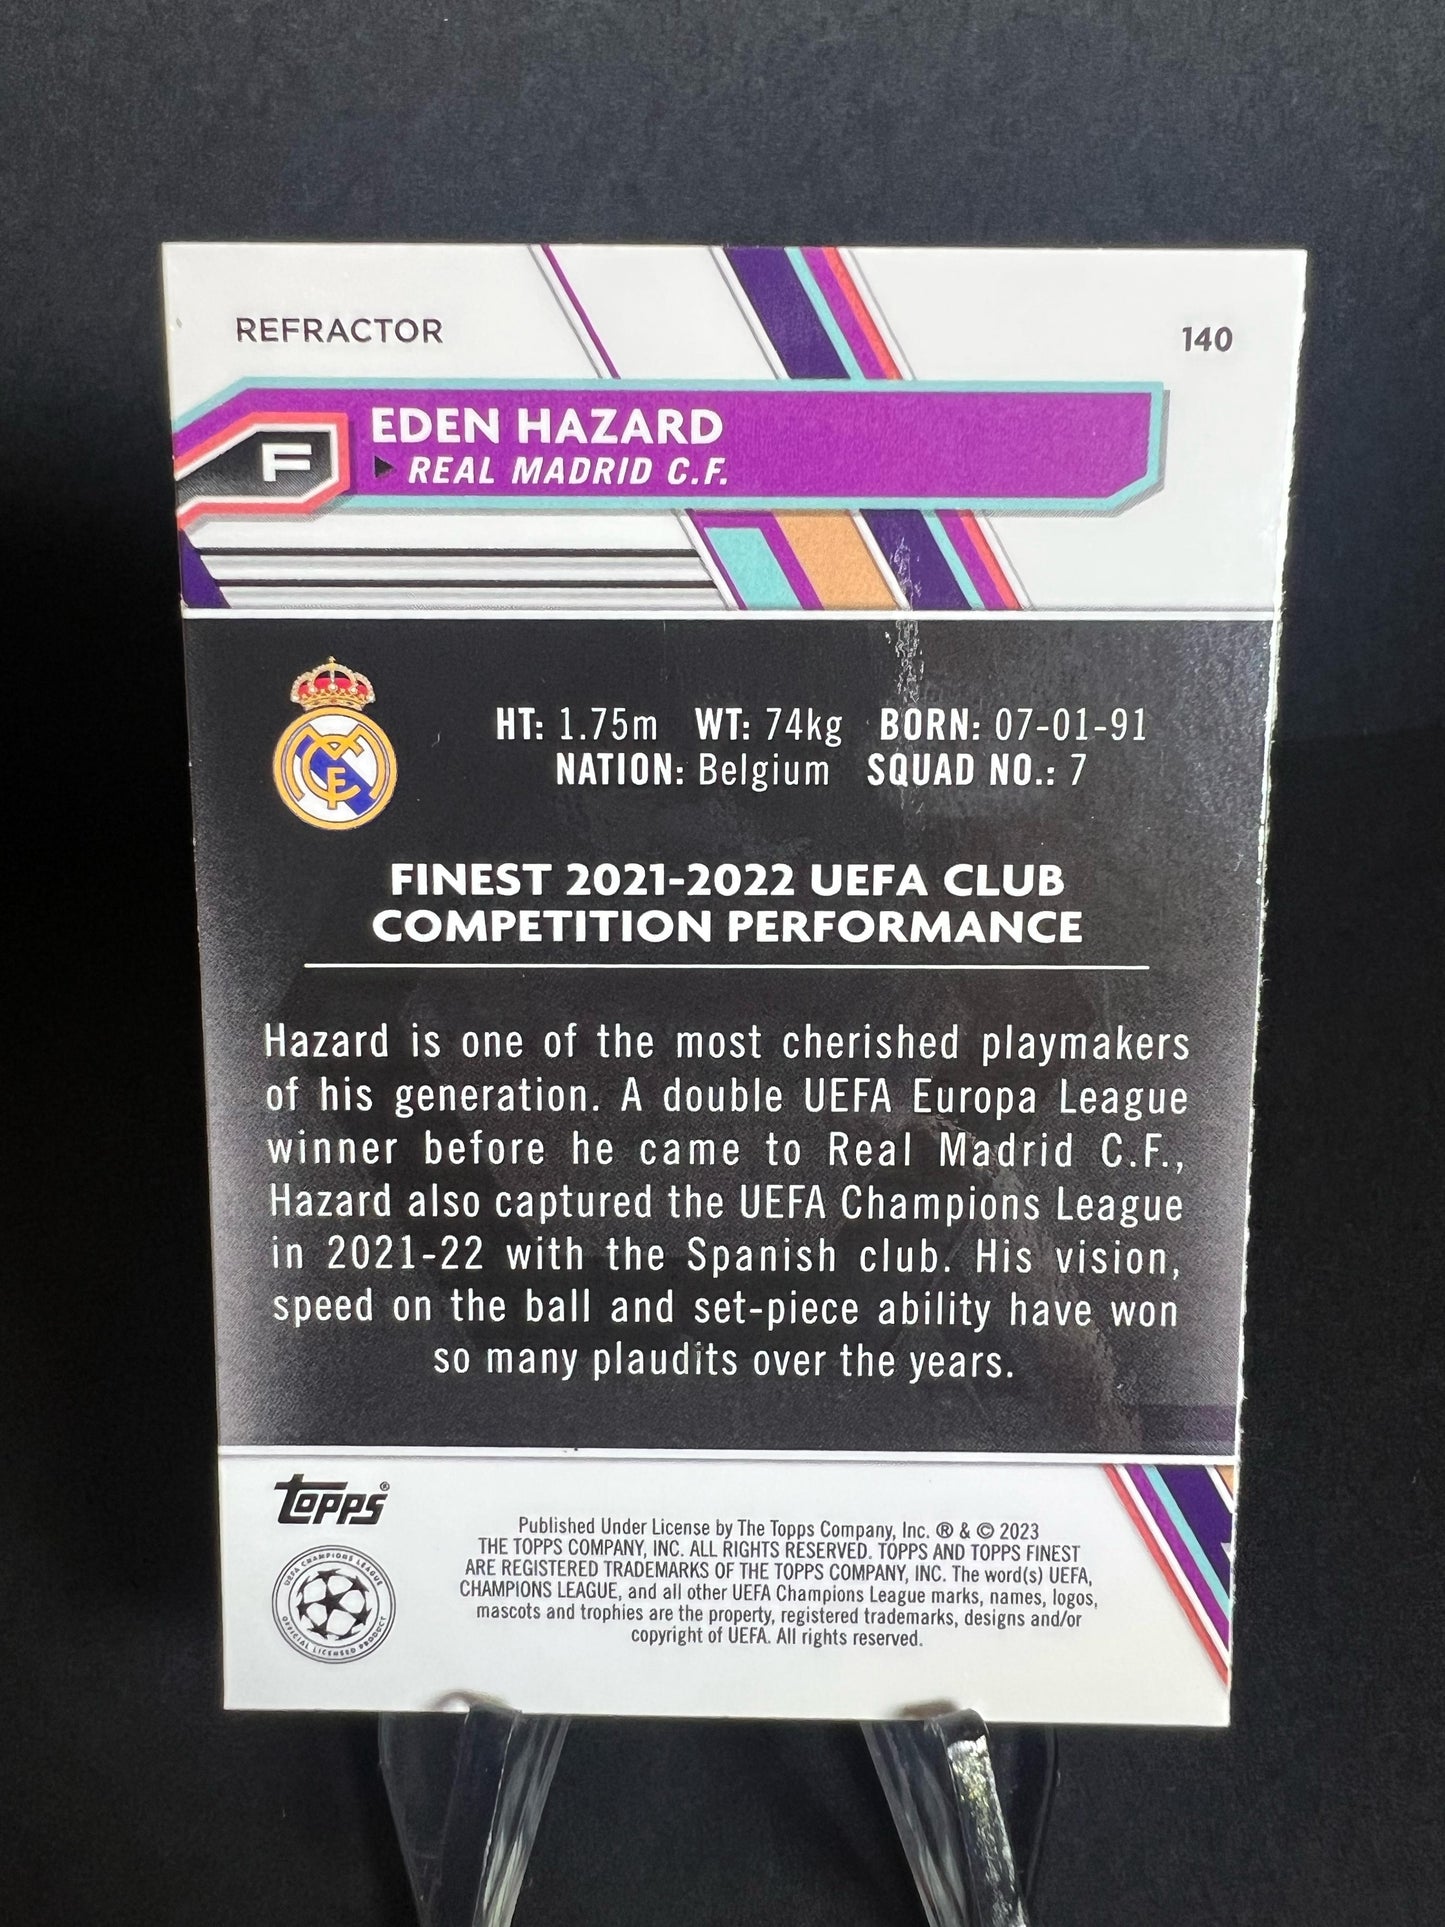 REFRACTOR
140
F
EDEN HAZARD
REAL MADRID C.F.
HT: 1.75m WT: 74kg BORN: 07-01-91
NATION: Belgium SQUAD NO.: 7
FINEST 2021-2022 UEFA CLUB
COMPETITION PERFORMANCE
Hazard is one of the most cherished playmakers
of his generation. A double UEFA Europa League
winner before he came to Real Madrid C.F.,
Hazard also captured the UEFA Champions League
in 2021-22 with the Spanish club. His vision,
speed on the ball and set-piece ability have won
so many plaudits over the years.
topps®
UEFA CHAMPIONS LEAGUE
OFFICIAL LICENSED PRODUCT
Published Under License by The Topps Company, Inc. ® & © 2023
THE TOPPS COMPANY, INC. ALL RIGHTS RESERVED. TOPPS AND TOPPS FINEST
ARE REGISTERED TRADEMARKS OF THE TOPPS COMPANY, INC. The word(s) UEFA,
CHAMPIONS LEAGUE, and all other UEFA Champions League marks, names, logos,
mascots and trophies are the property, registered trademarks, designs and/or
copyright of UEFA. All rights reserved.